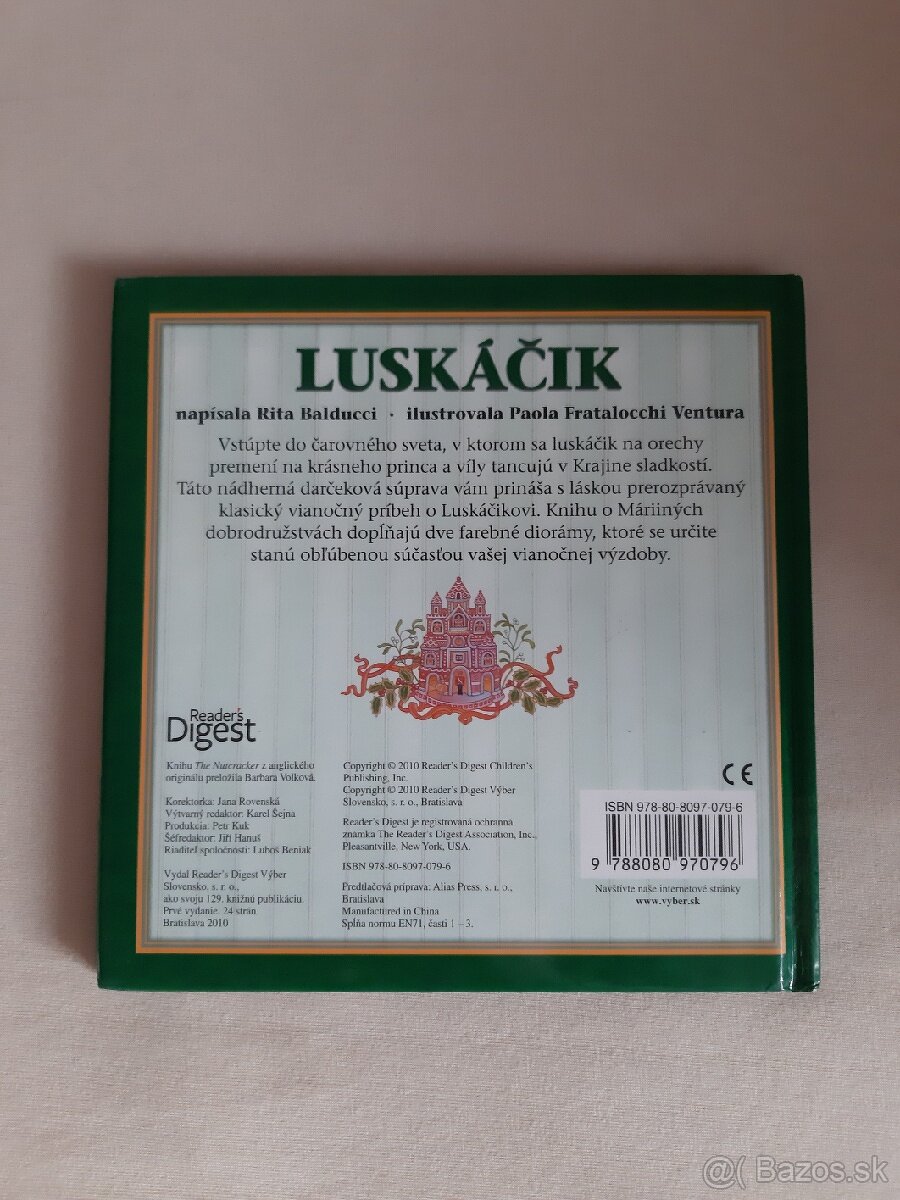 LUSKÁČIK
napísala Rita Balducci · ilustrovala Paola Fratalocchi Ventura
Vstúpte do čarovného sveta, v ktorom sa luskáčik na orechy
premení na krásneho princa a víly tancujú v Krajine sladkostí.
Táto nádherná darčeková súprava vám prináša s láskou prerozprávaný
klasický vianočný príbeh o Luskáčikovi. Knihu o Máriiných
dobrodružstvách dopĺňajú dve farebné diorámy, ktoré se určite
stanú obľúbenou súčasťou vašej vianočnej výzdoby.
Reader's
Digest
Knihu The Nutcracker z anglického
originálu preložila Barbara Volková.
Korektorka: Jana Rovenská
Výtvarný redaktor: Karel Šejna
Produkcia: Petr Kuk
Šéfredaktor: Jiří Hanuš
Riaditeľ spoločnosti: Luboš Beniak
Vydal Reader's Digest Výber
Slovensko, s. r. o.,
ako svoju 129. knižnú publikáciu.
Prvé vydanie. 24 strán.
Bratislava 2010
Copyright © 2010 Reader's Digest Children's
Publishing, Inc.
Copyright © 2010 Reader's Digest Výber
Slovensko, s. r. o., Bratislava
Reader's Digest je registrovaná ochranná
známka The Reader's Digest Association, Inc.,
Pleasantville, New York, USA.
ISBN 978-80-8097-079-6
Predtlačová príprava: Alias Press, s. r. o.,
Bratislava
Manufactured in China
Spĺňa normu EN71, časti 1 – 3.
CE
ISBN 978-80-8097-079-6
9 788080 970796
Navštívte naše internetové stránky
www.vyber.sk
@( Bazos.sk